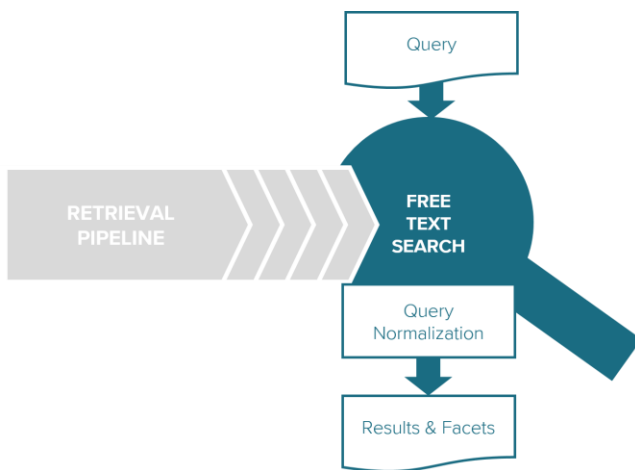 Query
RETRIEVAL
PIPELINE
FREE
TEXT
SEARCH
Query
Normalization
Results & Facets